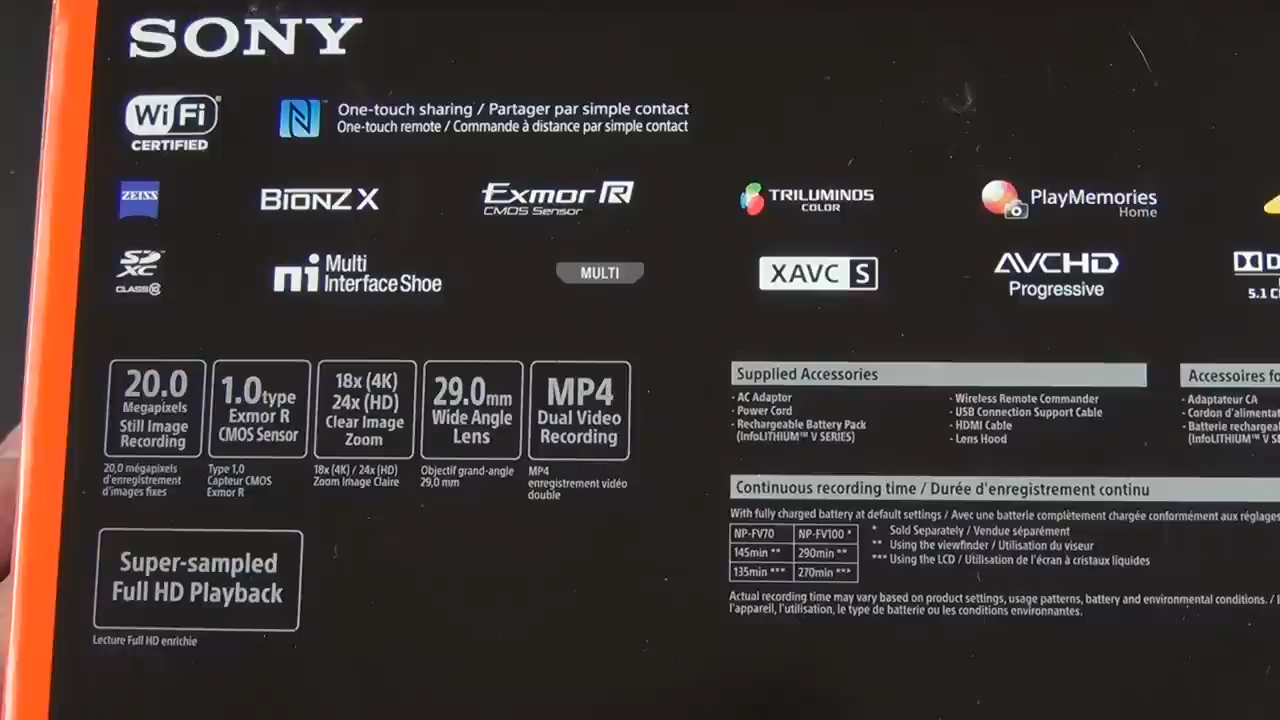 SONY
WiFi
CERTIFIED
One-touch sharing / Partager par simple contact
One-touch remote / Commande à distance par simple contact
ZEISS
BIONZ X
Exmor R
CMOS Sensor
TRILUMINOS
COLOR
PlayMemories
Home
SD
XC
CLASS 10
Multi
Interface Shoe
MULTI
XAVC S
AVCHD
Progressive
5.1
20.0
Megapixels
Still Image
Recording
20,0 mégapixels
d'enregistrement
d'images fixes
1.0type
Exmor R
CMOS Sensor
Type 1,0
Capteur CMOS
Exmor R
18x (4K)
24x (HD)
Clear Image
Zoom
18x (4K) / 24x (HD)
Zoom Image Claire
29.0mm
Wide Angle
Lens
Objectif grand-angle
29,0 mm
MP4
Dual Video
Recording
MP4
enregistrement vidéo
double
Super-sampled
Full HD Playback
Lecture Full HD enrichie
Supplied Accessories
· AC Adaptor
· Power Cord
· Rechargeable Battery Pack
(InfoLITHIUM™ V SERIES)
· Wireless Remote Commander
· USB Connection Support Cable
· HDMI Cable
· Lens Hood
Accessoires
· Adaptateur CA
· Cordon
· Batterie
(InfoLITHIUM™ V
Continuous recording time / Durée d'enregistrement continu
With fully charged battery at default settings / Avec une batterie complètement chargée conformément aux réglages
NP-FV70 NP-FV100 *
145min ** 290min **
135min *** 270min ***
* Sold Separately / Vendue séparément
** Using the viewfinder / Utilisation du viseur
*** Using the LCD / Utilisation de l'écran à cristaux liquides
Actual recording time may vary based on product settings, usage patterns, battery and environmental conditions. /
l'appareil, l'utilisation, le type de batterie ou les conditions environnantes.